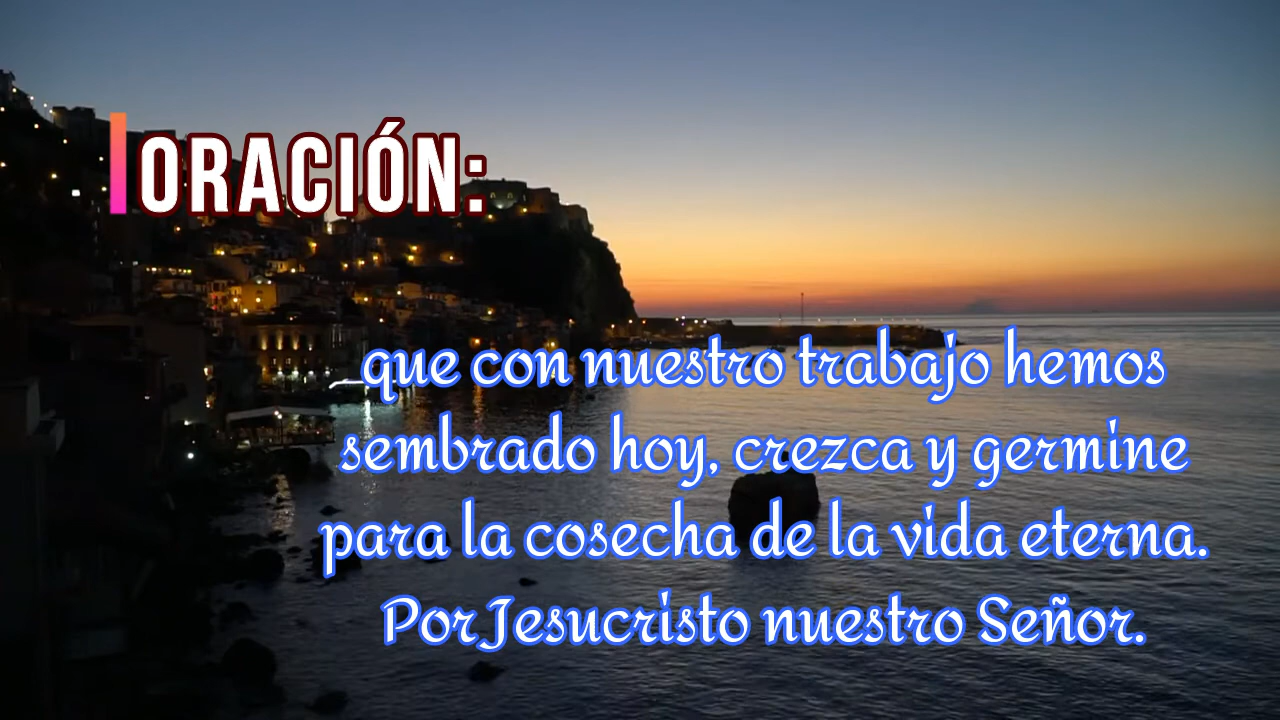 ORACIÓN:
que con nuestro trabajo hemos
sembrado hoy, crezca y germine
para la cosecha de la vida eterna.
Por Jesucristo nuestro Señor.